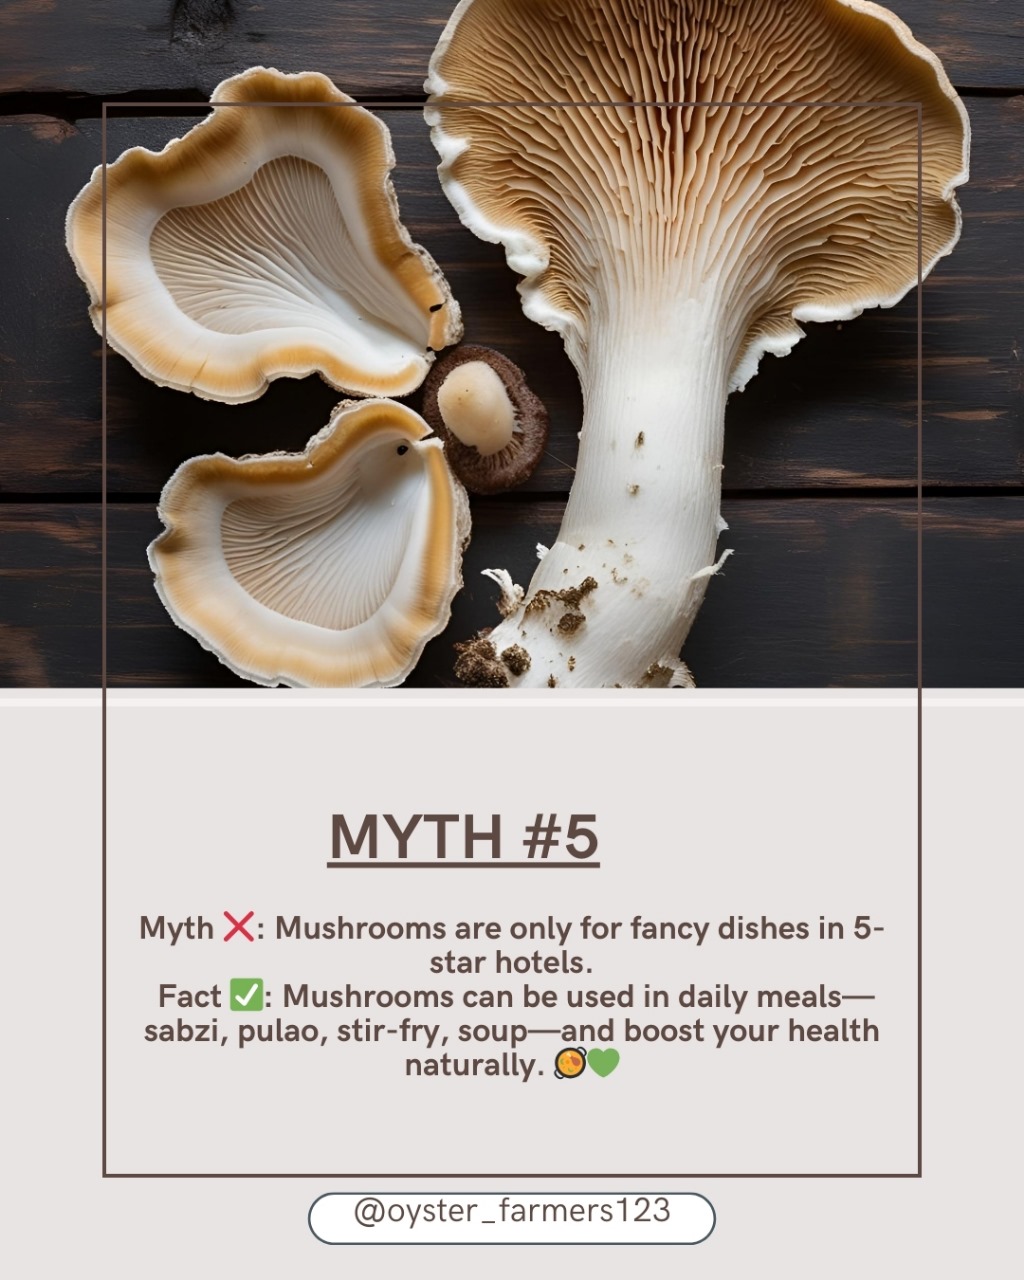 MYTH #5
Myth ❌: Mushrooms are only for fancy dishes in 5-
star hotels.
Fact ✅: Mushrooms can be used in daily meals—
sabzi, pulao, stir-fry, soup—and boost your health
naturally. 🥘💚
@oyster_farmers123